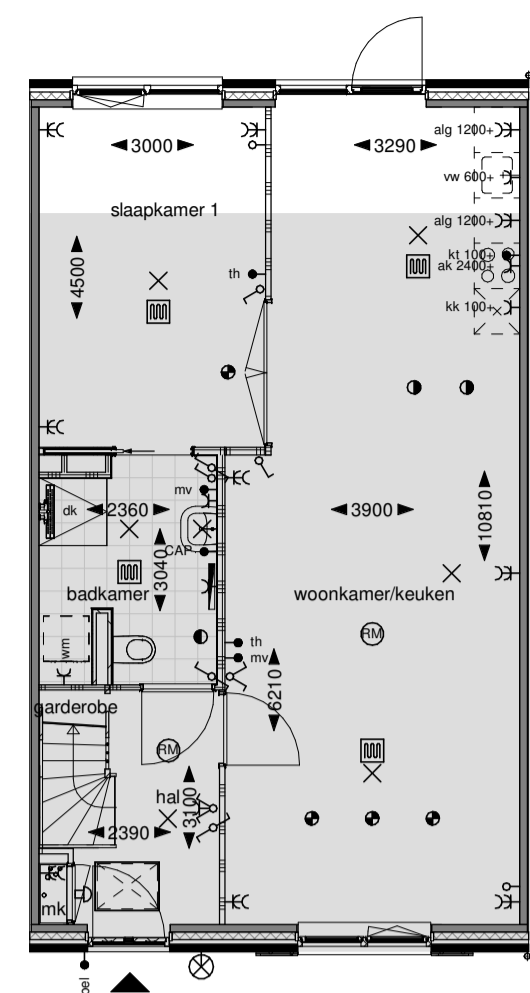 alg 1200+
3000
3290
vw 600+
slaapkamer 1
alg 1200+
kt 100+
4500
th
ak 2400+
kk 100+
mv
dk
2360
3900
10810
CAP
3040
badkamer
woonkamer/keuken
RM
wm
th
mv
6210
garderobe
RM
hal
3100
2390
mk
bel